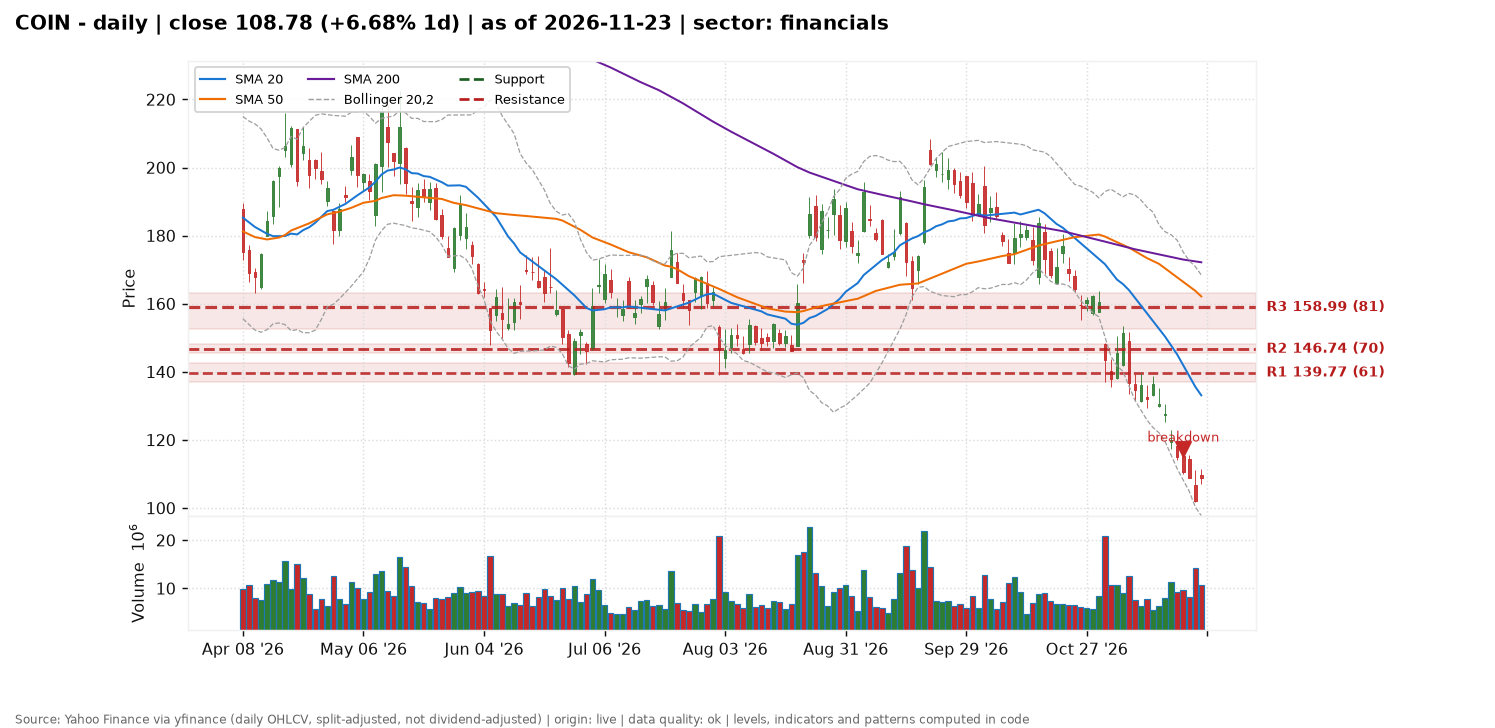 COIN - daily | close 108.78 (+6.68% 1d) | as of 2026-11-23 | sector: financials
SMA 20
SMA 50
SMA 200
Bollinger 20,2
Support
Resistance
Price
220
200
180
160
140
120
100
R3 158.99 (81)
R2 146.74 (70)
R1 139.77 (61)
breakdown
Volume 10⁶
20
10
Apr 08 '26
May 06 '26
Jun 04 '26
Jul 06 '26
Aug 03 '26
Aug 31 '26
Sep 29 '26
Oct 27 '26
Source: Yahoo Finance via yfinance (daily OHLCV, split-adjusted, not dividend-adjusted) | origin: live | data quality: ok | levels, indicators and patterns computed in code